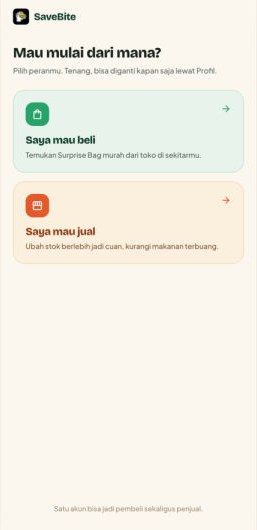 SaveBite
Mau mulai dari mana?
Pilih peranmu. Tenang, bisa diganti kapan saja lewat Profil.
Saya mau beli
Temukan Surprise Bag murah dari toko di sekitarmu.
Saya mau jual
Ubah stok berlebih jadi cuan, kurangi makanan terbuang.
Satu akun bisa jadi pembeli sekaligus penjual.